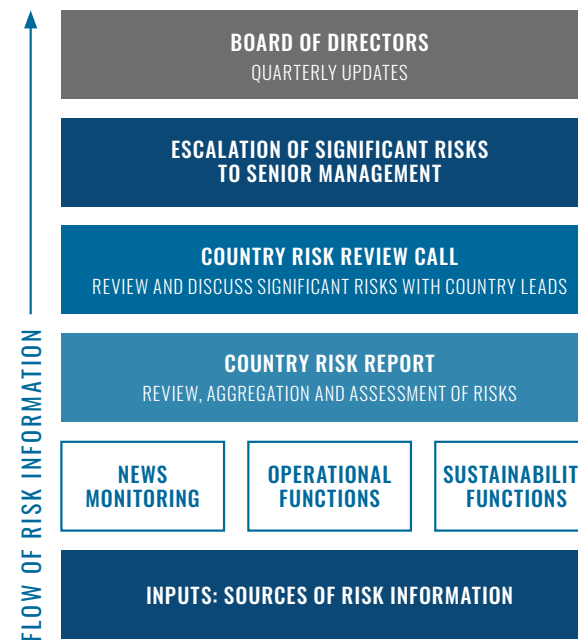 BOARD OF DIRECTORS
QUARTERLY UPDATES
ESCALATION OF SIGNIFICANT RISKS
TO SENIOR MANAGEMENT
COUNTRY RISK REVIEW CALL
REVIEW AND DISCUSS SIGNIFICANT RISKS WITH COUNTRY LEADS
COUNTRY RISK REPORT
REVIEW, AGGREGATION AND ASSESSMENT OF RISKS
NEWS
MONITORING
OPERATIONAL
FUNCTIONS
SUSTAINABILIT
FUNCTIONS
INPUTS: SOURCES OF RISK INFORMATION
FLOW OF RISK INFORMATION